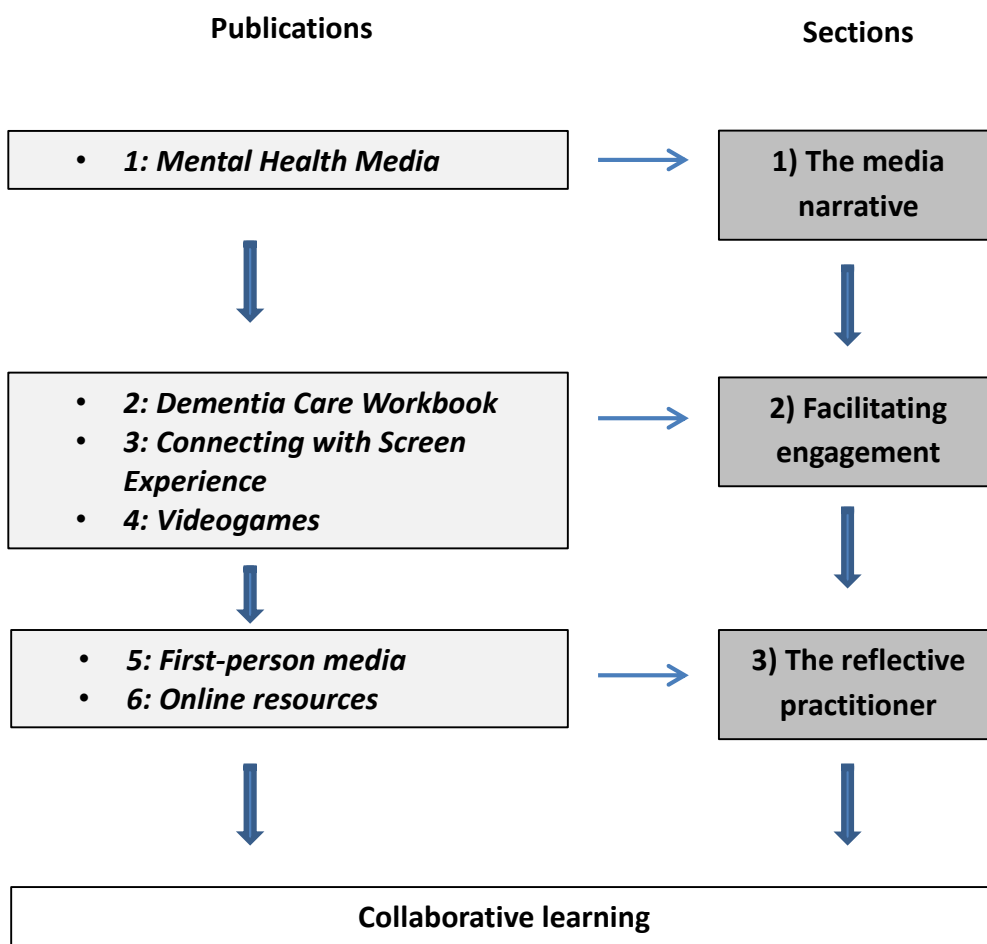 Publications
Sections
• 1: Mental Health Media
1) The media
narrative
• 2: Dementia Care Workbook
• 3: Connecting with Screen
Experience
• 4: Videogames
2) Facilitating
engagement
• 5: First-person media
• 6: Online resources
3) The reflective
practitioner
Collaborative learning